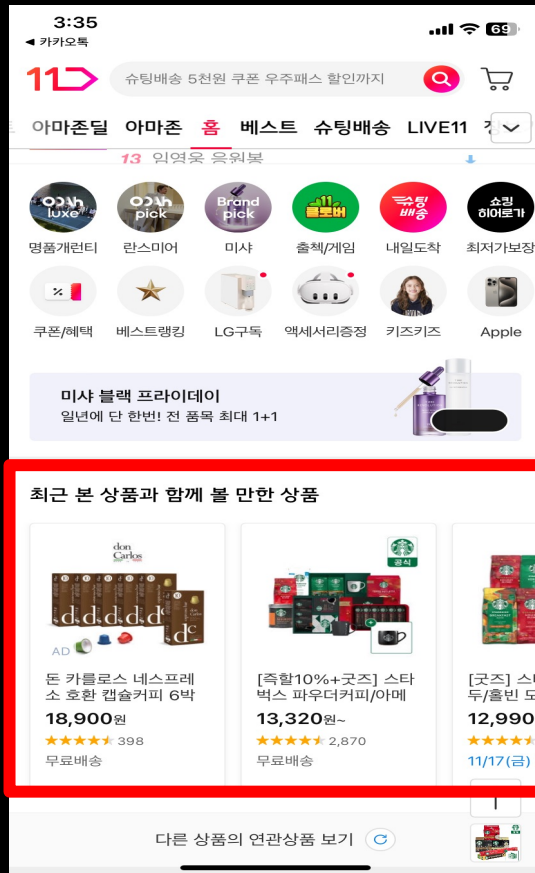 3:35
69
◀ 카카오톡
11
슈팅배송 5천원 쿠폰 우주패스 할인까지
아마존딜 아마존 홈 베스트 슈팅배송 LIVE11
13 임영웅 응원봉
OOAh luxe
OOAh pick
Brand pick
11 클로버
슈팅배송
쇼킹 히어로가
명품개런티 란스미어 미샤 출첵/게임 내일도착 최저가보장
쿠폰/혜택 베스트랭킹 LG구독 액세서리증정 키즈키즈 Apple
미샤 블랙 프라이데이
일년에 단 한번! 전 품목 최대 1+1
최근 본 상품과 함께 볼 만한 상품
don Carlos
AD
돈 카를로스 네스프레
소 호환 캡슐커피 6박
18,900원
398
무료배송
공식
[즉할10%+굿즈] 스타
벅스 파우더커피/아메
13,320원~
2,870
무료배송
[굿즈] 스
두/홀빈
12,990
11/17(금)
다른 상품의 연관상품 보기